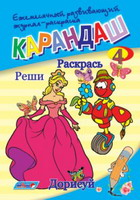 Ежемесячный развивающий
журнал-раскраска
КАРАНДАШ
Раскрась
Реши
Дорисуй